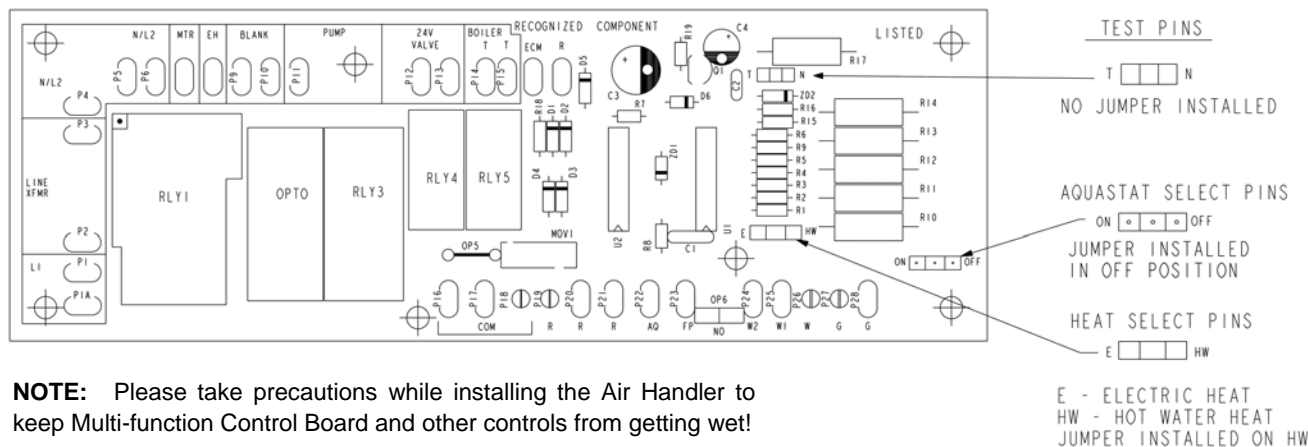 RECOGNIZED COMPONENT
LISTED
N/L2 MTR EH BLANK PUMP 24V VALVE BOILER T T ECM R
N/L2
P5 P6 P9 P10 P11 P12 P13 P14 P15
P4
P3
LINE
XFMR
P2
L1
P1
P1A
RLY1
OPTO
RLY3
RLY4
RLY5
R18 D1 D2
D5
D4 D3
C3
R7
R19
C4
Q1
D6
C2
T N
R17
ZD2
R16
R15
R6
R9
R5
R4
R3
R2
R1
R14
R13
R12
R11
R10
ZD1
U2
U1
R8
C1
E HW
ON OFF
OP5
MOV1
P16 P17 P18 P19 P20 P21 P22 P23 OP6 P24 P25 P26 P27 P28
COM R R R AQ FP NO W2 W1 W G G
TEST PINS
T N
NO JUMPER INSTALLED
AQUASTAT SELECT PINS
ON OFF
JUMPER INSTALLED
IN OFF POSITION
HEAT SELECT PINS
E HW
E - ELECTRIC HEAT
HW - HOT WATER HEAT
JUMPER INSTALLED ON HW
NOTE: Please take precautions while installing the Air Handler to
keep Multi-function Control Board and other controls from getting wet!